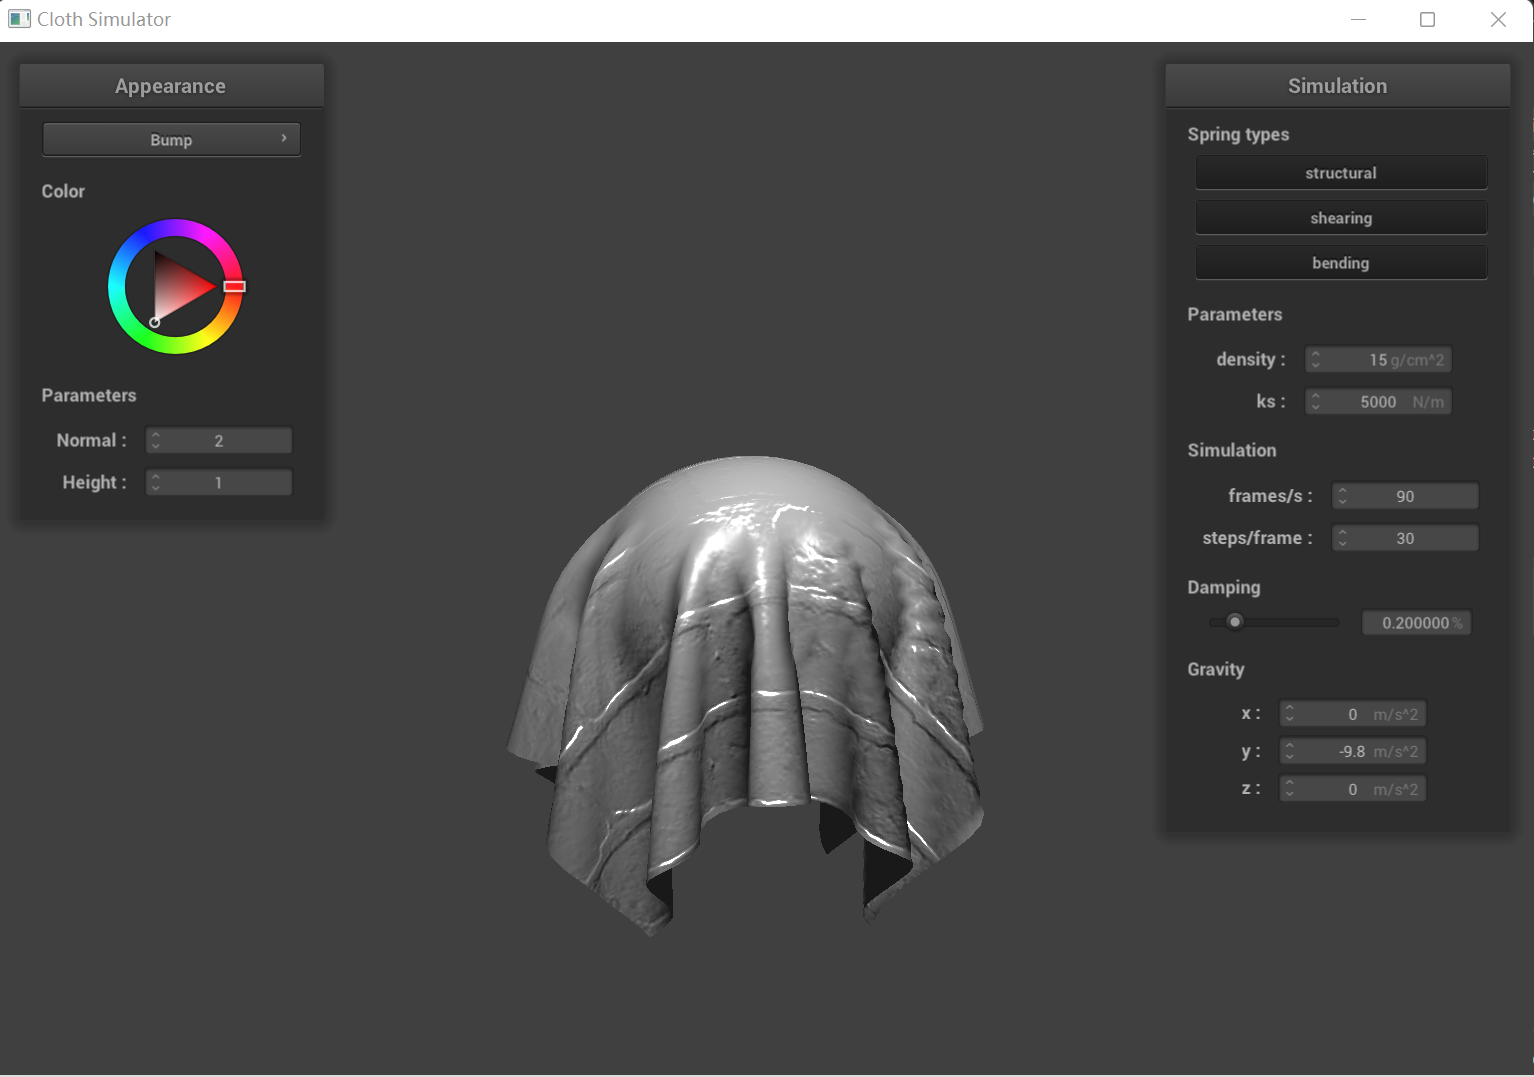 Cloth Simulator
Appearance
Bump
Color
Parameters
Normal : 2
Height : 1
Simulation
Spring types
structural
shearing
bending
Parameters
density : 15 g/cm^2
ks : 5000 N/m
Simulation
frames/s : 90
steps/frame : 30
Damping
0.200000 %
Gravity
x : 0 m/s^2
y : -9.8 m/s^2
z : 0 m/s^2